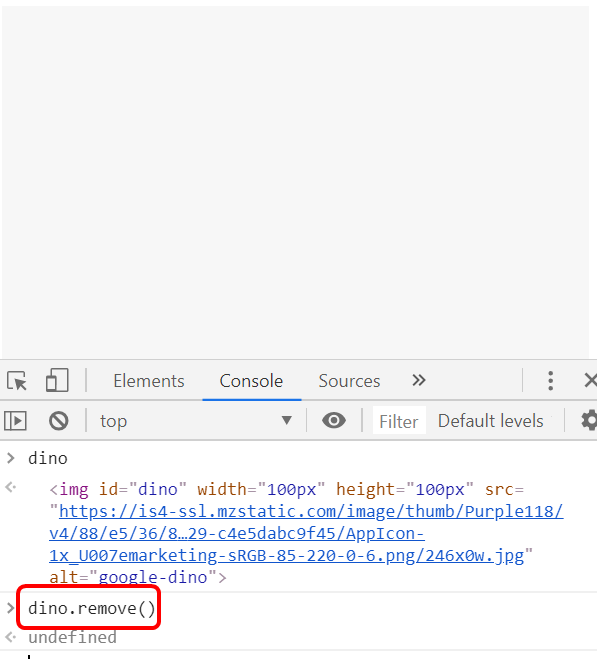 Elements Console Sources »
top Filter Default levels
dino
<img id="dino" width="100px" height="100px" src=
"https://is4-ssl.mzstatic.com/image/thumb/Purple118/
v4/88/e5/36/8…29-c4e5dabc9f45/AppIcon-
1x_U007emarketing-sRGB-85-220-0-6.png/246x0w.jpg"
alt="google-dino">
dino.remove()
undefined